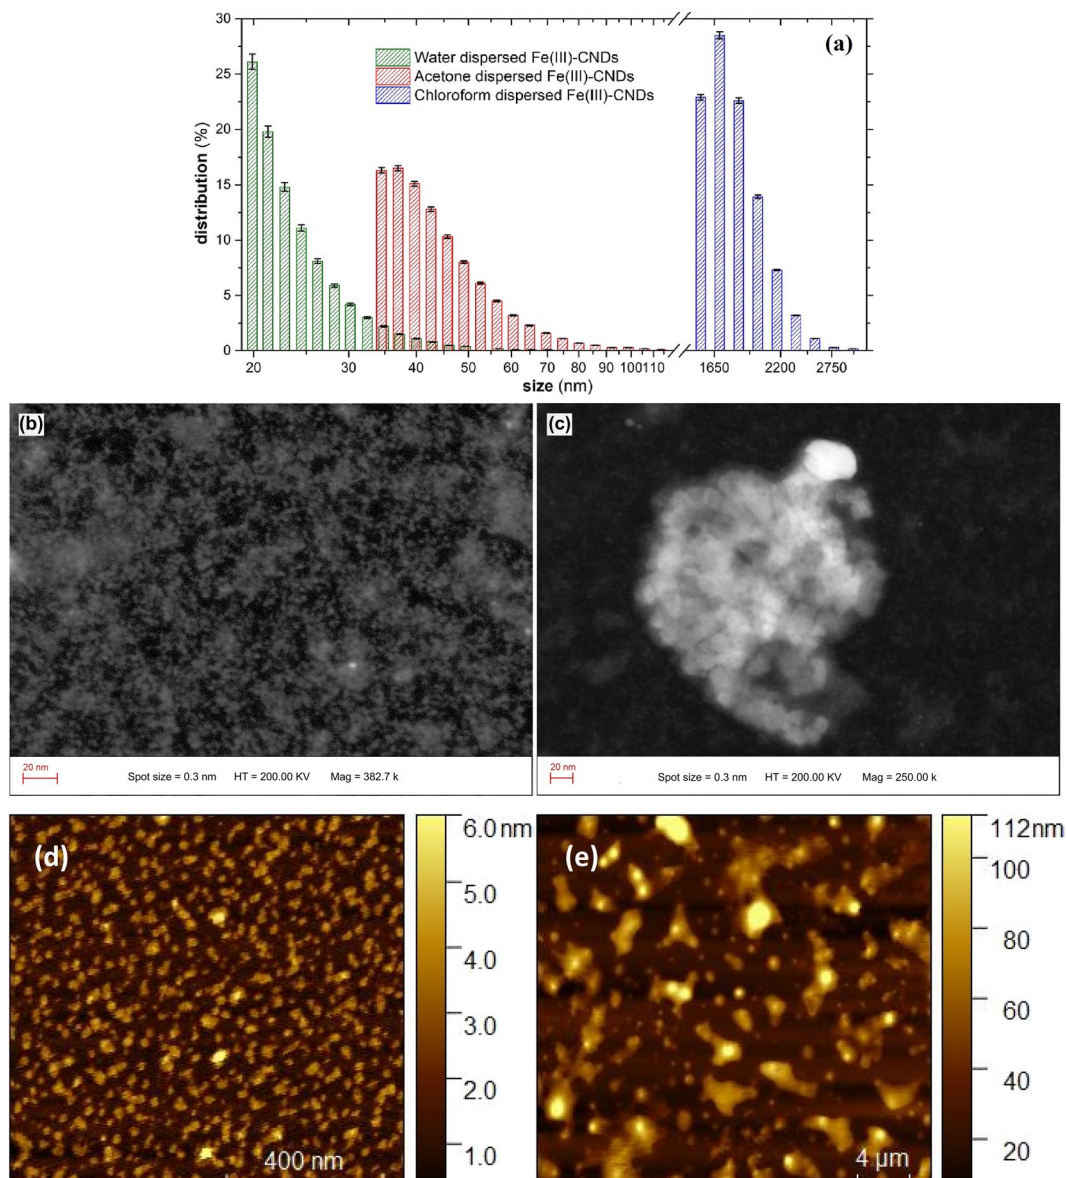 30
(a)
Water dispersed Fe(III)-CNDs
25
Acetone dispersed Fe(III)-CNDs
Chloroform dispersed Fe(III)-CNDs
20
15
10
5
0
distribution (%)
20 30 40 50 60 70 80 90 100 110 1650 2200 2750
size (nm)
(b)
20 nm
Spot size = 0.3 nm HT = 200.00 KV Mag = 382.7 k
(c)
20 nm
Spot size = 0.3 nm HT = 200.00 KV Mag = 250.00 k
(d)
400 nm
6.0 nm
5.0
4.0
3.0
2.0
1.0
(e)
4 µm
112 nm
100
80
60
40
20